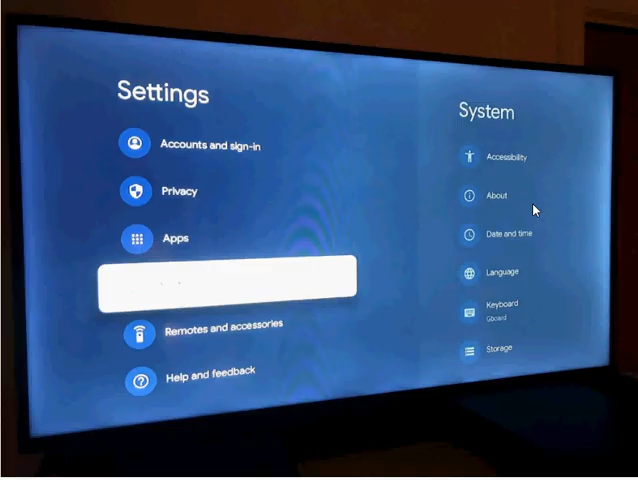 Settings
Accounts and sign-in
Privacy
Apps
Remotes and accessories
Help and feedback
System
Accessibility
About
Date and time
Language
Keyboard
Gboard
Storage